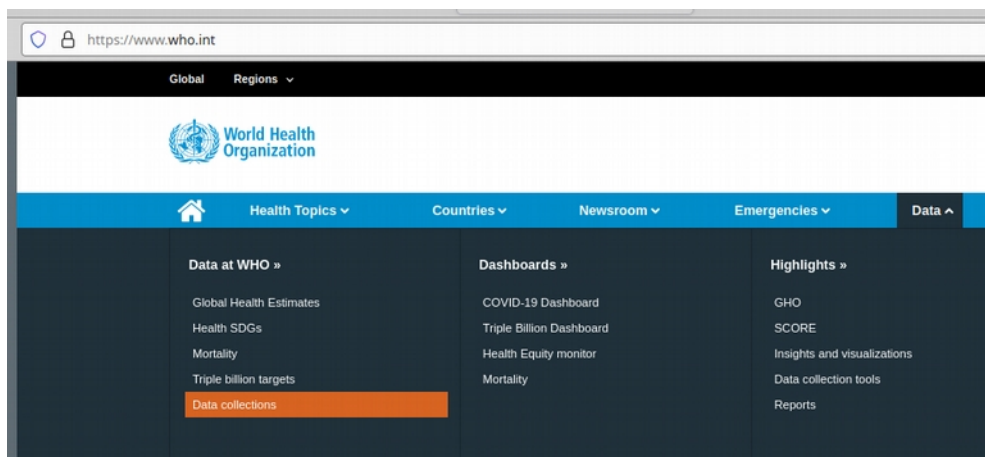 https://www.who.int
Global Regions
World Health
Organization
Health Topics Countries Newsroom Emergencies Data
Data at WHO »
Global Health Estimates
Health SDGs
Mortality
Triple billion targets
Data collections
Dashboards »
COVID-19 Dashboard
Triple Billion Dashboard
Health Equity monitor
Mortality
Highlights »
GHO
SCORE
Insights and visualizations
Data collection tools
Reports